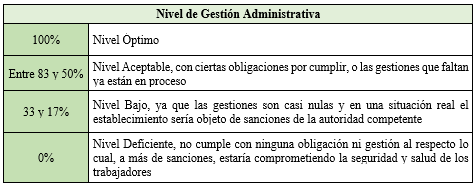 Nivel de Gestión Administrativa
100%
Nivel Óptimo
Entre 83 y 50%
Nivel Aceptable, con ciertas obligaciones por cumplir, o las gestiones que faltan
ya están en proceso
33 y 17%
Nivel Bajo, ya que las gestiones son casi nulas y en una situación real el
establecimiento sería objeto de sanciones de la autoridad competente
0%
Nivel Deficiente, no cumple con ninguna obligación ni gestión al respecto lo
cual, a más de sanciones, estaría comprometiendo la seguridad y salud de los
trabajadores